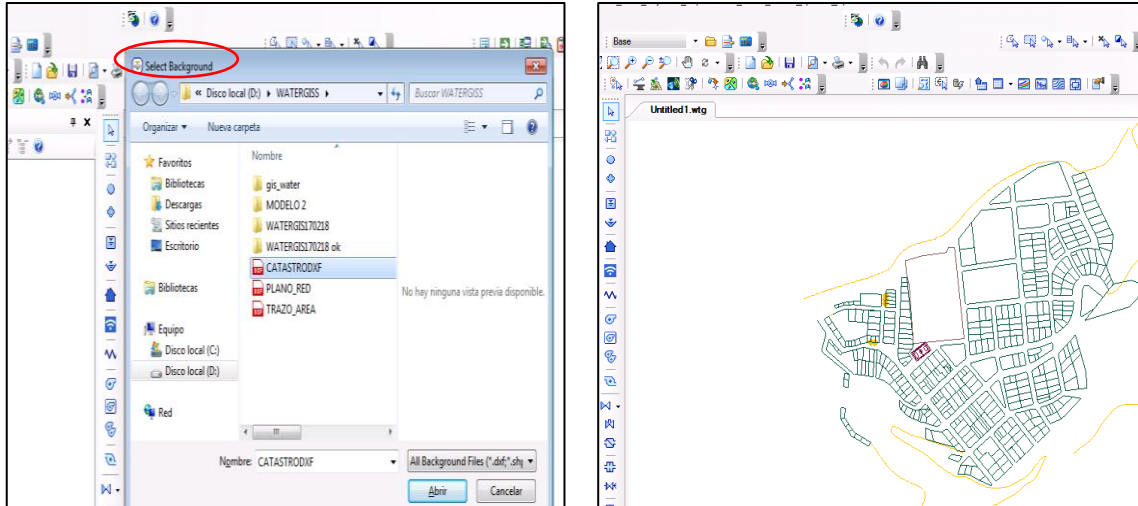 Select Background
« Disco local (D:) ▸ WATERGISS ▸
Buscar WATERGISS
Organizar ▾ Nueva carpeta
Favoritos
Bibliotecas
Descargas
Sitios recientes
Escritorio
Bibliotecas
Equipo
Disco local (C:)
Disco local (D:)
Red
Nombre
gis_water
MODELO 2
WATERGIS170218
WATERGIS170218 ok
CATASTRODXF
PLANO_RED
TRAZO_AREA
No hay ninguna vista previa disponible.
Nombre: CATASTRODXF
All Background Files (*.dxf;*.shp
Abrir
Cancelar
Base
Untitled1.wtg